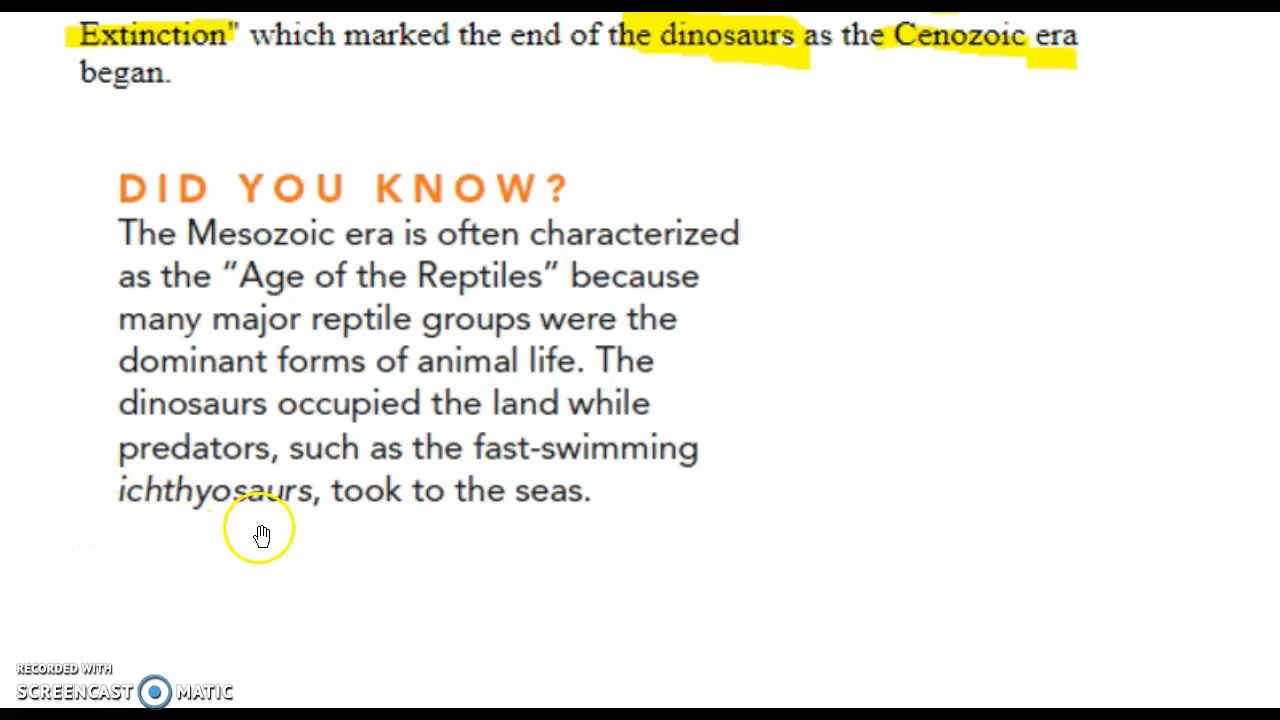 Extinction" which marked the end of the dinosaurs as the Cenozoic era
began.
DID YOU KNOW?
The Mesozoic era is often characterized
as the “Age of the Reptiles” because
many major reptile groups were the
dominant forms of animal life. The
dinosaurs occupied the land while
predators, such as the fast-swimming
ichthyosaurs, took to the seas.
RECORDED WITH
SCREENCAST MATIC